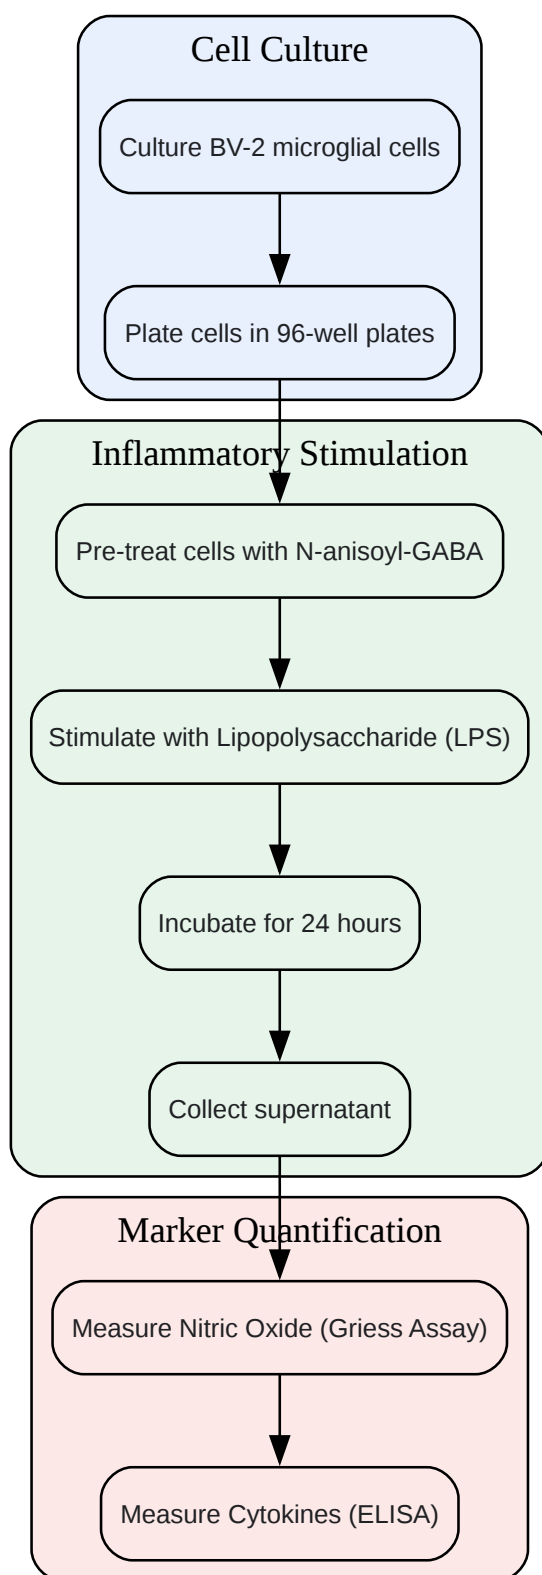 Cell Culture
Culture BV-2 microglial cells
Plate cells in 96-well plates
Inflammatory Stimulation
Pre-treat cells with N-anisoyl-GABA
Stimulate with Lipopolysaccharide (LPS)
Incubate for 24 hours
Collect supernatant
Marker Quantification
Measure Nitric Oxide (Griess Assay)
Measure Cytokines (ELISA)